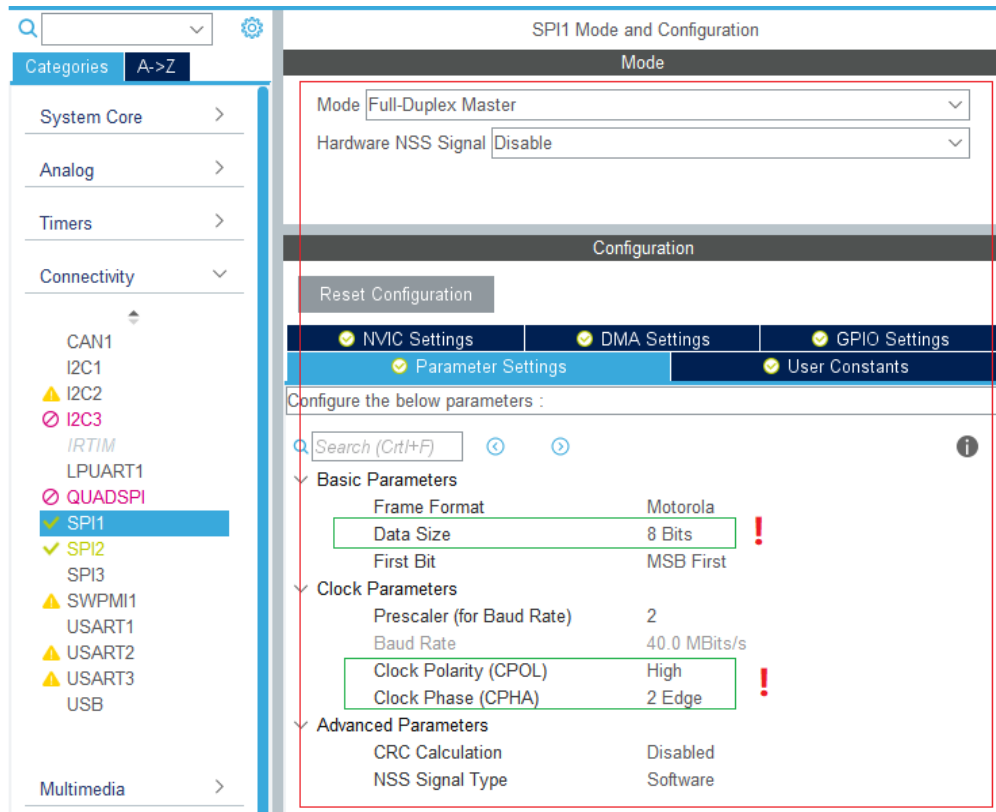 Categories A->Z
System Core
Analog
Timers
Connectivity
CAN1
I2C1
I2C2
I2C3
IRTIM
LPUART1
QUADSPI
SPI1
SPI2
SPI3
SWPMI1
USART1
USART2
USART3
USB
Multimedia
SPI1 Mode and Configuration
Mode
Mode Full-Duplex Master
Hardware NSS Signal Disable
Configuration
Reset Configuration
NVIC Settings DMA Settings GPIO Settings
Parameter Settings User Constants
Configure the below parameters :
Search (Crtl+F)
Basic Parameters
Frame Format Motorola
Data Size 8 Bits !
First Bit MSB First
Clock Parameters
Prescaler (for Baud Rate) 2
Baud Rate 40.0 MBits/s
Clock Polarity (CPOL) High !
Clock Phase (CPHA) 2 Edge
Advanced Parameters
CRC Calculation Disabled
NSS Signal Type Software